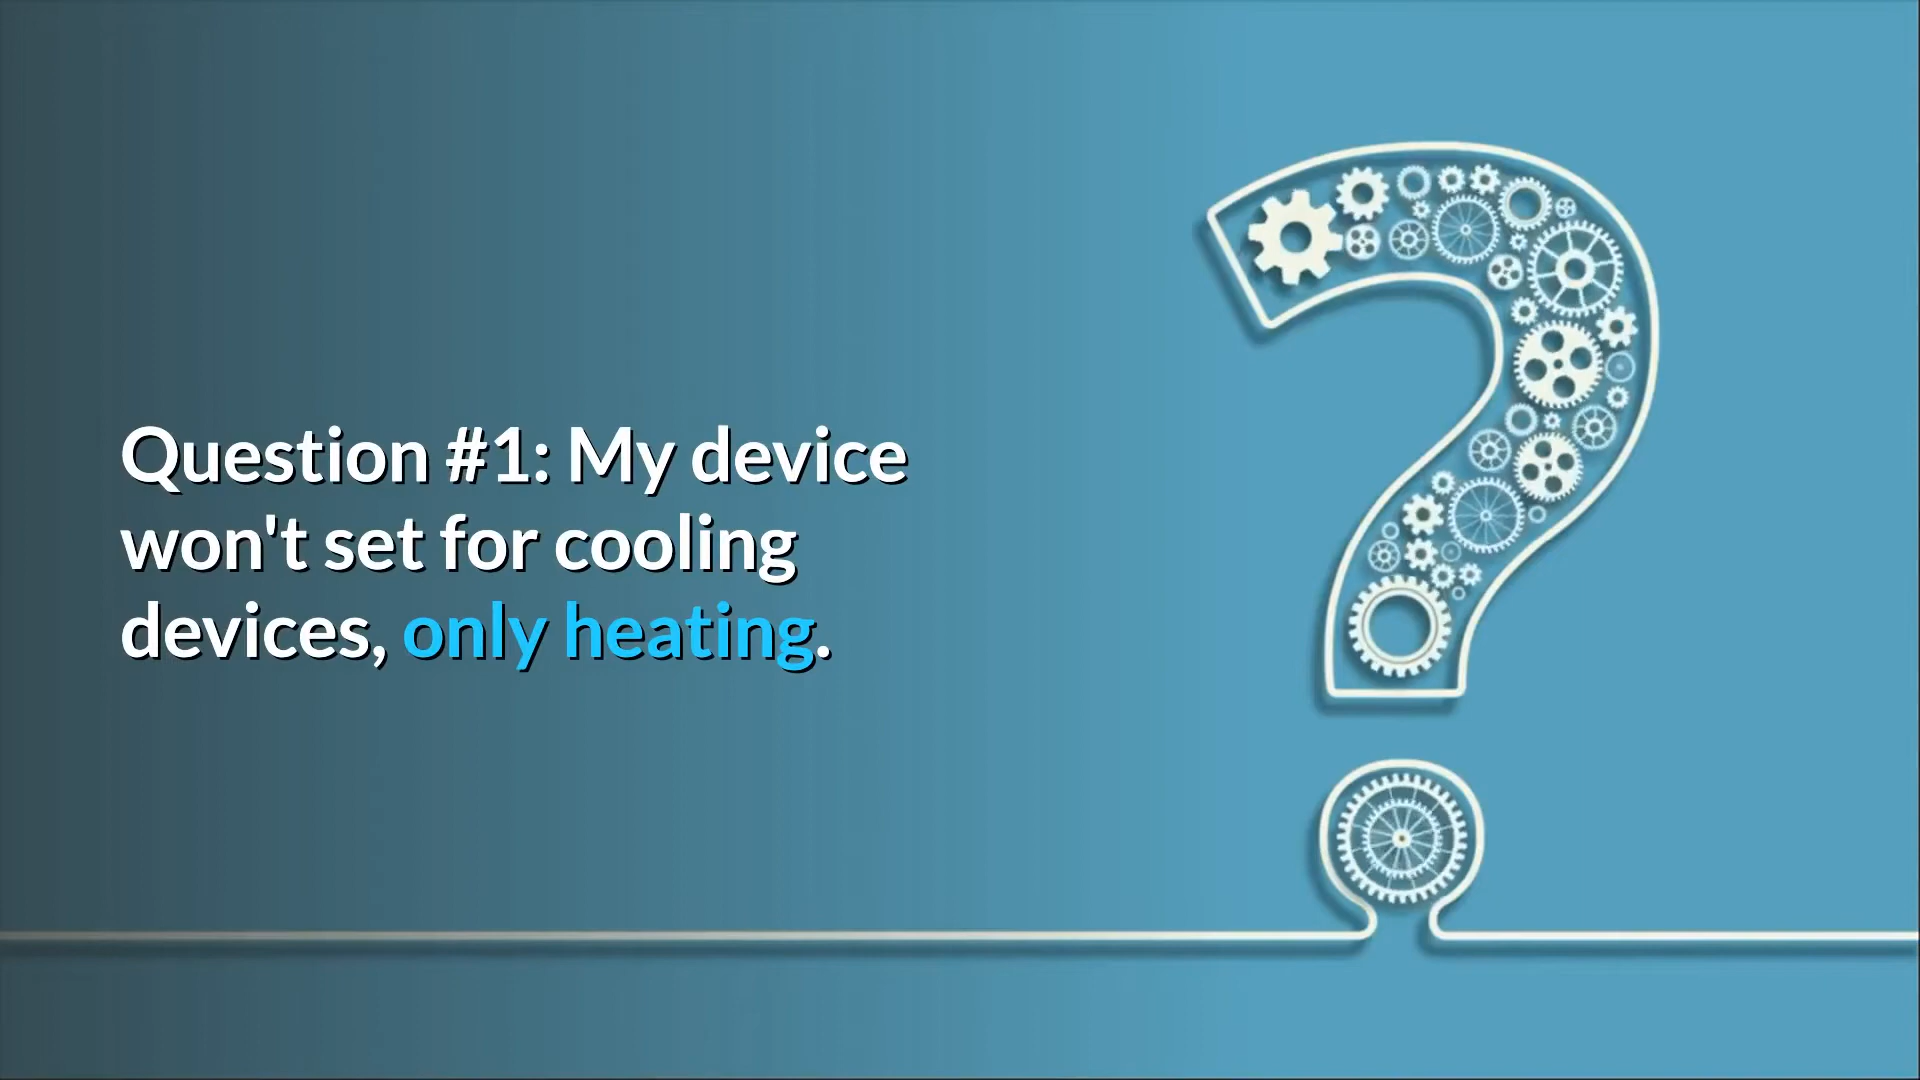 Question #1: My device
won't set for cooling
devices, only heating.